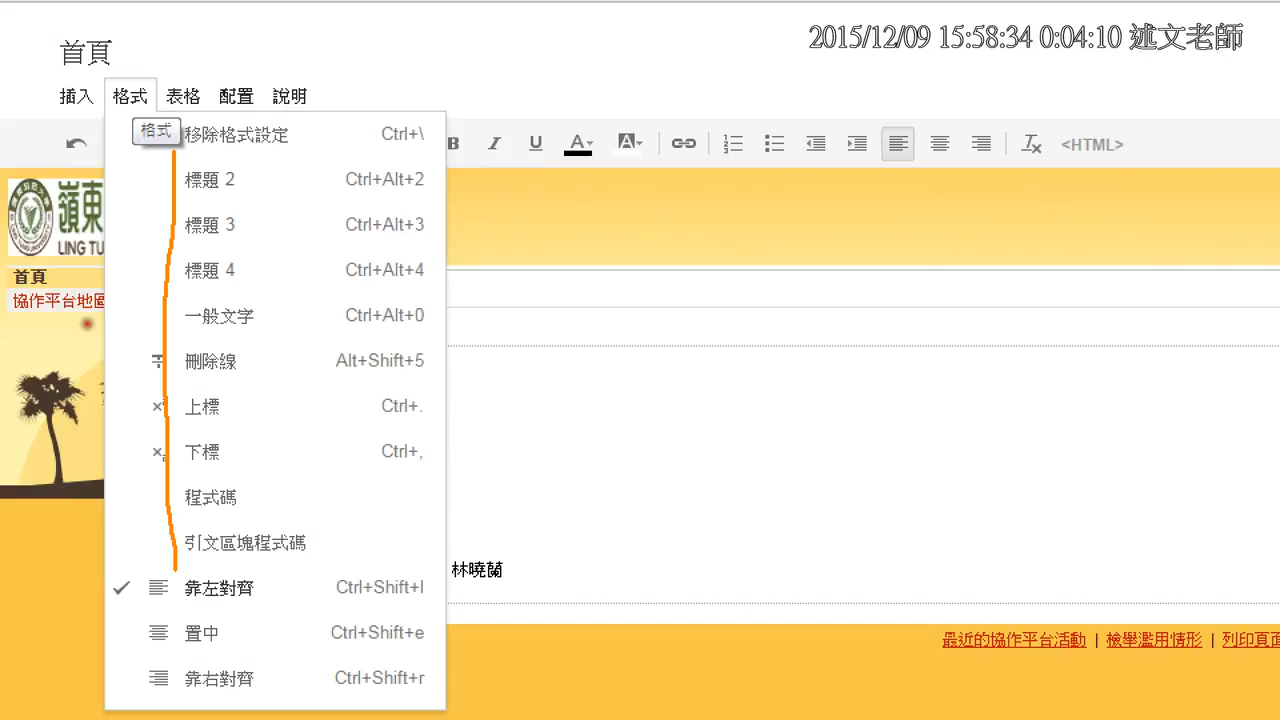 2015/12/09 15:58:34 0:04:10 述文老師
首頁
插入 格式 表格 配置 說明
格式
移除格式設定 Ctrl+\
B I U A A <HTML>
標題 2 Ctrl+Alt+2
嶺東
LING TU
標題 3 Ctrl+Alt+3
標題 4 Ctrl+Alt+4
首頁
協作平台地區
一般文字 Ctrl+Alt+0
刪除線 Alt+Shift+5
上標 Ctrl+.
下標 Ctrl+,
程式碼
引文區塊程式碼
林曉蘭
靠左對齊 Ctrl+Shift+l
置中 Ctrl+Shift+e
最近的協作平台活動 | 檢舉濫用情形 | 列印頁面
靠右對齊 Ctrl+Shift+r